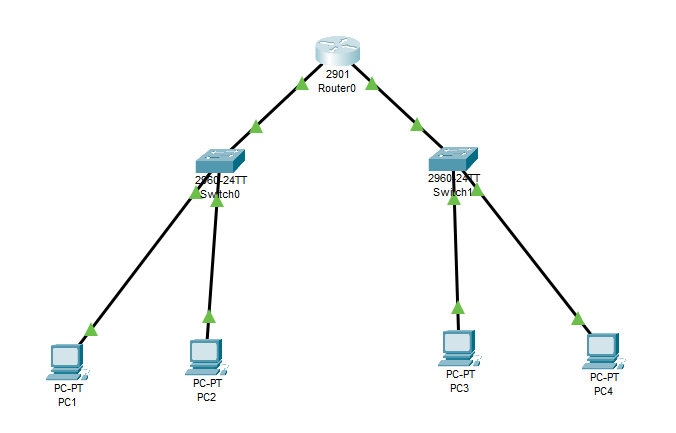 2901
Router0
2960-24TT
Switch0
2960-24TT
Switch1
PC-PT
PC1
PC-PT
PC2
PC-PT
PC3
PC-PT
PC4